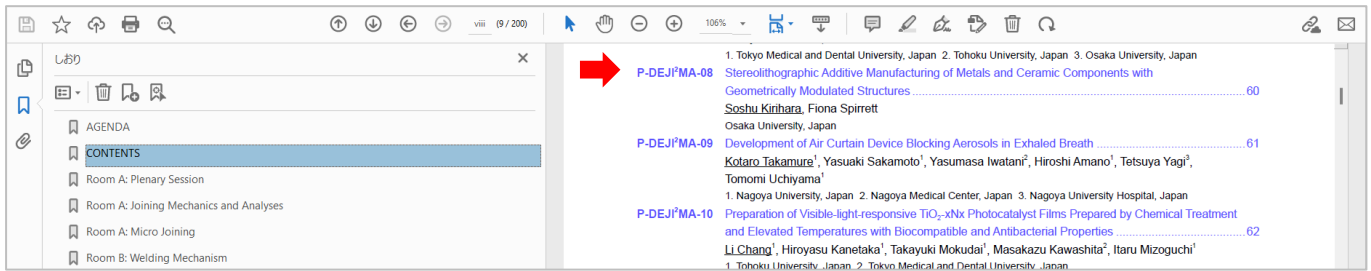 viii (9 / 200)
106%
しおり
AGENDA
CONTENTS
Room A: Plenary Session
Room A: Joining Mechanics and Analyses
Room A: Micro Joining
Room B: Welding Mechanism
1. Tokyo Medical and Dental University, Japan 2. Tohoku University, Japan 3. Osaka University, Japan
P-DEJI²MA-08 Stereolithographic Additive Manufacturing of Metals and Ceramic Components with
Geometrically Modulated Structures ........ 60
Soshu Kirihara, Fiona Spirrett
Osaka University, Japan
P-DEJI²MA-09 Development of Air Curtain Device Blocking Aerosols in Exhaled Breath ........ 61
Kotaro Takamure¹, Yasuaki Sakamoto¹, Yasumasa Iwatani², Hiroshi Amano¹, Tetsuya Yagi³,
Tomomi Uchiyama¹
1. Nagoya University, Japan 2. Nagoya Medical Center, Japan 3. Nagoya University Hospital, Japan
P-DEJI²MA-10 Preparation of Visible-light-responsive TiO₂-xNx Photocatalyst Films Prepared by Chemical Treatment
and Elevated Temperatures with Biocompatible and Antibacterial Properties ........ 62
Li Chang¹, Hiroyasu Kanetaka¹, Takayuki Mokudai¹, Masakazu Kawashita², Itaru Mizoguchi¹
1. Tohoku University, Japan 2. Tokyo Medical and Dental University, Japan